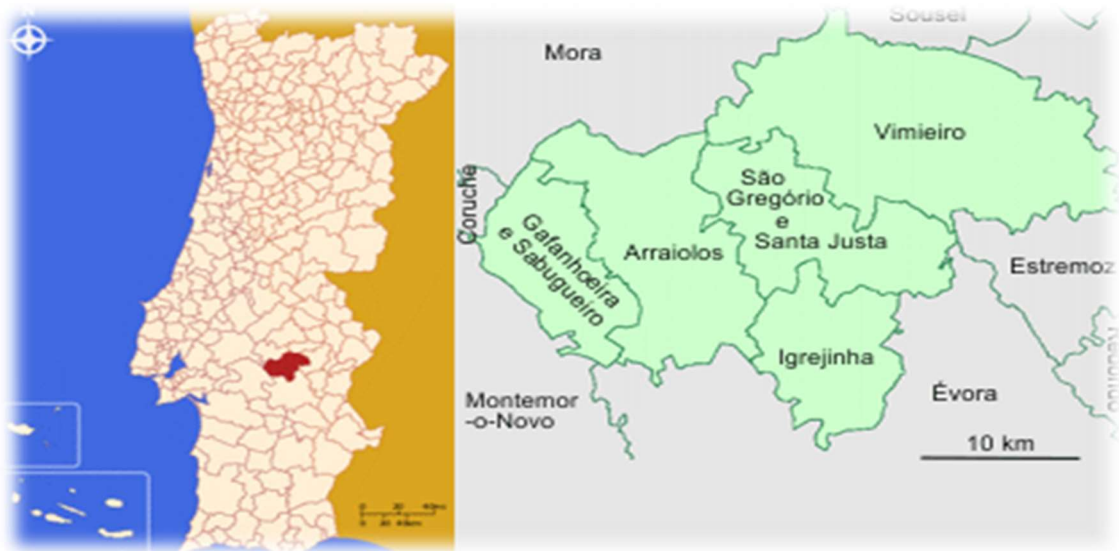 Sousel
Mora
Vimieiro
Coruche
São
Gregório
e
Santa Justa
Gafanhoeira
e Sabugueiro
Arraiolos
Estremoz
Igrejinha
Montemor
-o-Novo
Évora
10 km